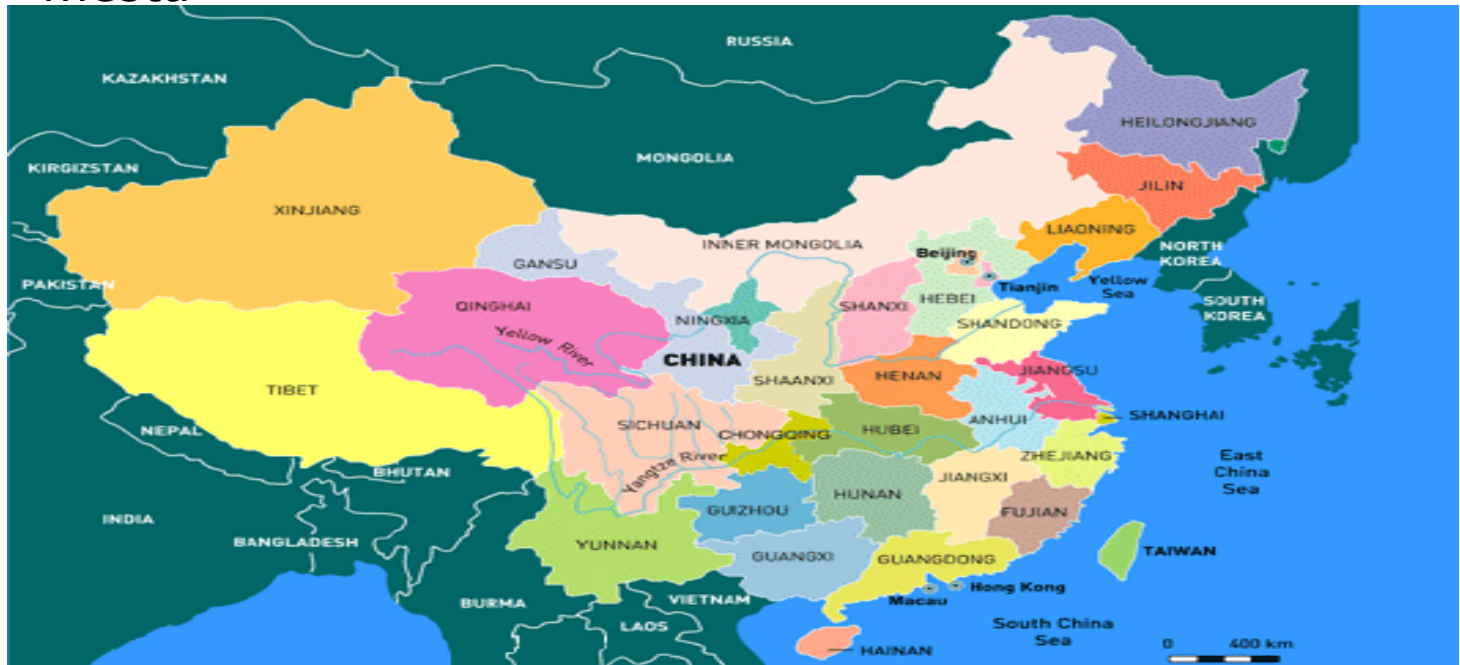 RUSSIA
KAZAKHSTAN
HEILONGJIANG
MONGOLIA
KIRGIZSTAN
JILIN
XINJIANG
LIAONING
INNER MONGOLIA
NORTH
KOREA
Beijing
GANSU
PAKISTAN
Yellow
Sea
Tianjin
QINGHAI
SHANXI
HEBEI
SOUTH
KOREA
NINGXIA
SHANDONG
Yellow River
CHINA
HENAN
JIANGSU
SHAANXI
TIBET
SHANGHAI
ANHUI
SICHUAN
HUBEI
CHONGQING
NEPAL
ZHEJIANG
East
China
Sea
BHUTAN
Yangtze River
JIANGXI
HUNAN
GUIZHOU
FUJIAN
INDIA
BANGLADESH
YUNNAN
GUANGXI
GUANGDONG
TAIWAN
Hong Kong
Macau
BURMA
VIETNAM
LAOS
South China
Sea
HAINAN
0 400 km